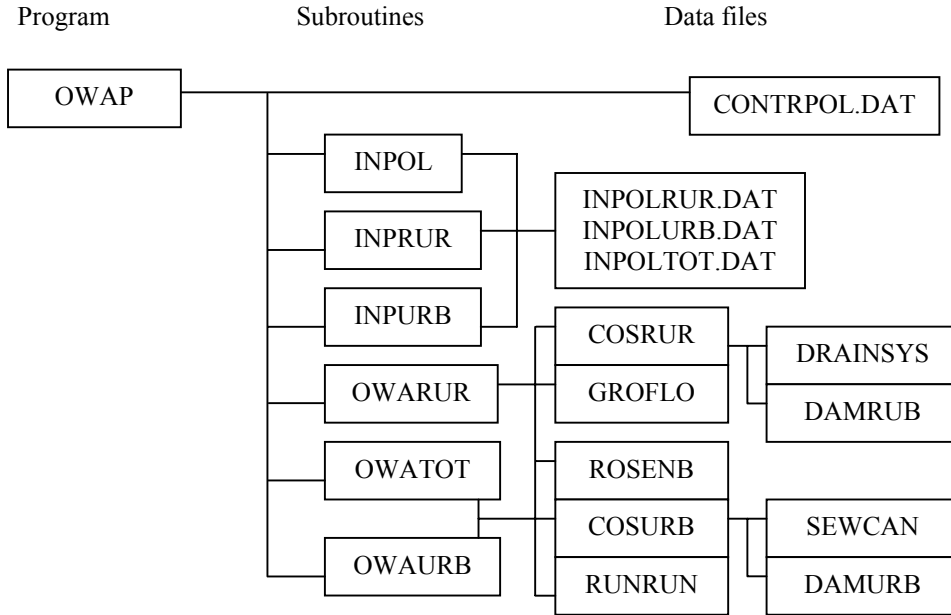 Program Subroutines Data files
OWAP
CONTRPOL.DAT
INPOL
INPRUR
INPURB
OWARUR
OWATOT
OWAURB
INPOLRUR.DAT
INPOLURB.DAT
INPOLTOT.DAT
COSRUR
GROFLO
ROSENB
COSURB
RUNRUN
DRAINSYS
DAMRUB
SEWCAN
DAMURB